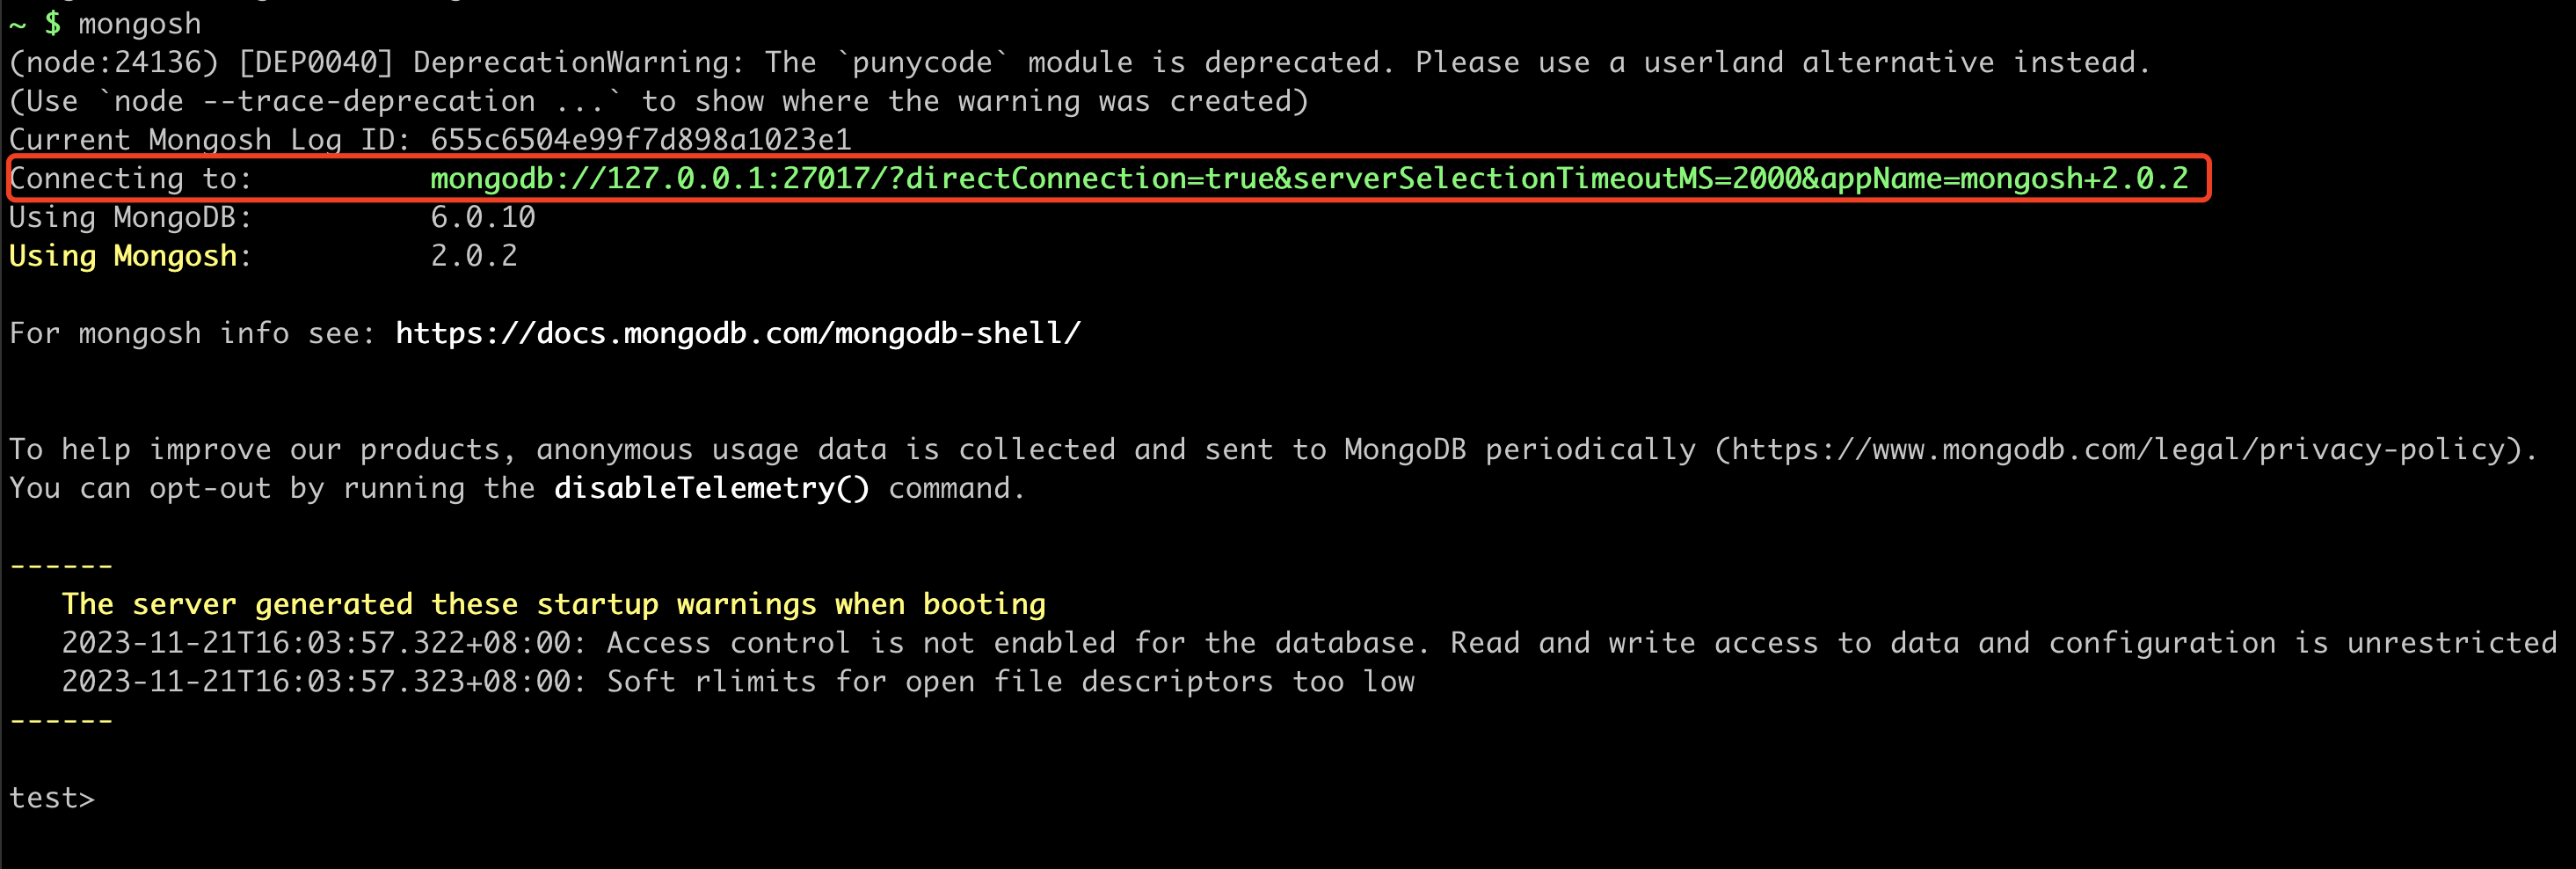 ~ $ mongosh
(node:24136) [DEP0040] DeprecationWarning: The `punycode` module is deprecated. Please use a userland alternative instead.
(Use `node --trace-deprecation ...` to show where the warning was created)
Current Mongosh Log ID: 655c6504e99f7d898a1023e1
Connecting to:          mongodb://127.0.0.1:27017/?directConnection=true&serverSelectionTimeoutMS=2000&appName=mongosh+2.0.2
Using MongoDB:          6.0.10
Using Mongosh:          2.0.2
For mongosh info see: https://docs.mongodb.com/mongodb-shell/
To help improve our products, anonymous usage data is collected and sent to MongoDB periodically (https://www.mongodb.com/legal/privacy-policy).
You can opt-out by running the disableTelemetry() command.
------
The server generated these startup warnings when booting
2023-11-21T16:03:57.322+08:00: Access control is not enabled for the database. Read and write access to data and configuration is unrestricted
2023-11-21T16:03:57.323+08:00: Soft rlimits for open file descriptors too low
------
test>